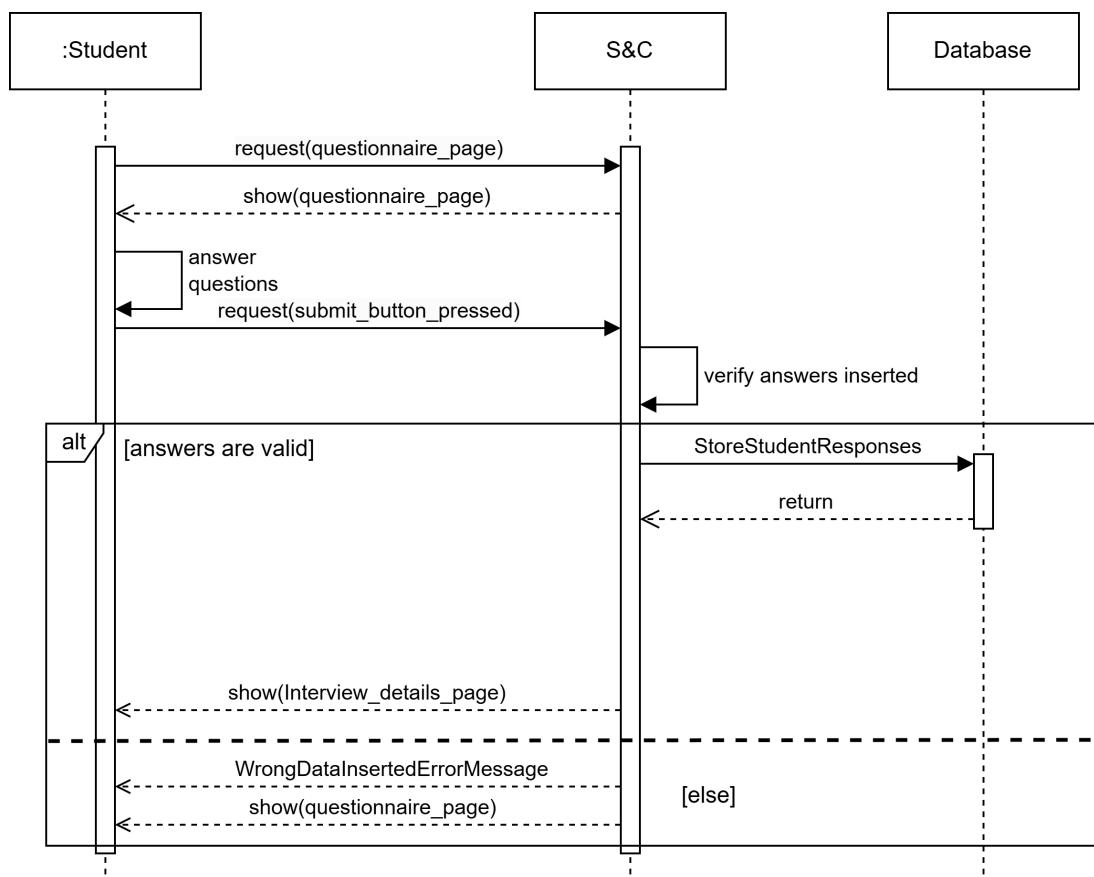 :Student
S&C
Database
request(questionnaire_page)
show(questionnaire_page)
answer
questions
request(submit_button_pressed)
verify answers inserted
alt
[answers are valid]
StoreStudentResponses
return
show(Interview_details_page)
WrongDataInsertedErrorMessage
[else]
show(questionnaire_page)